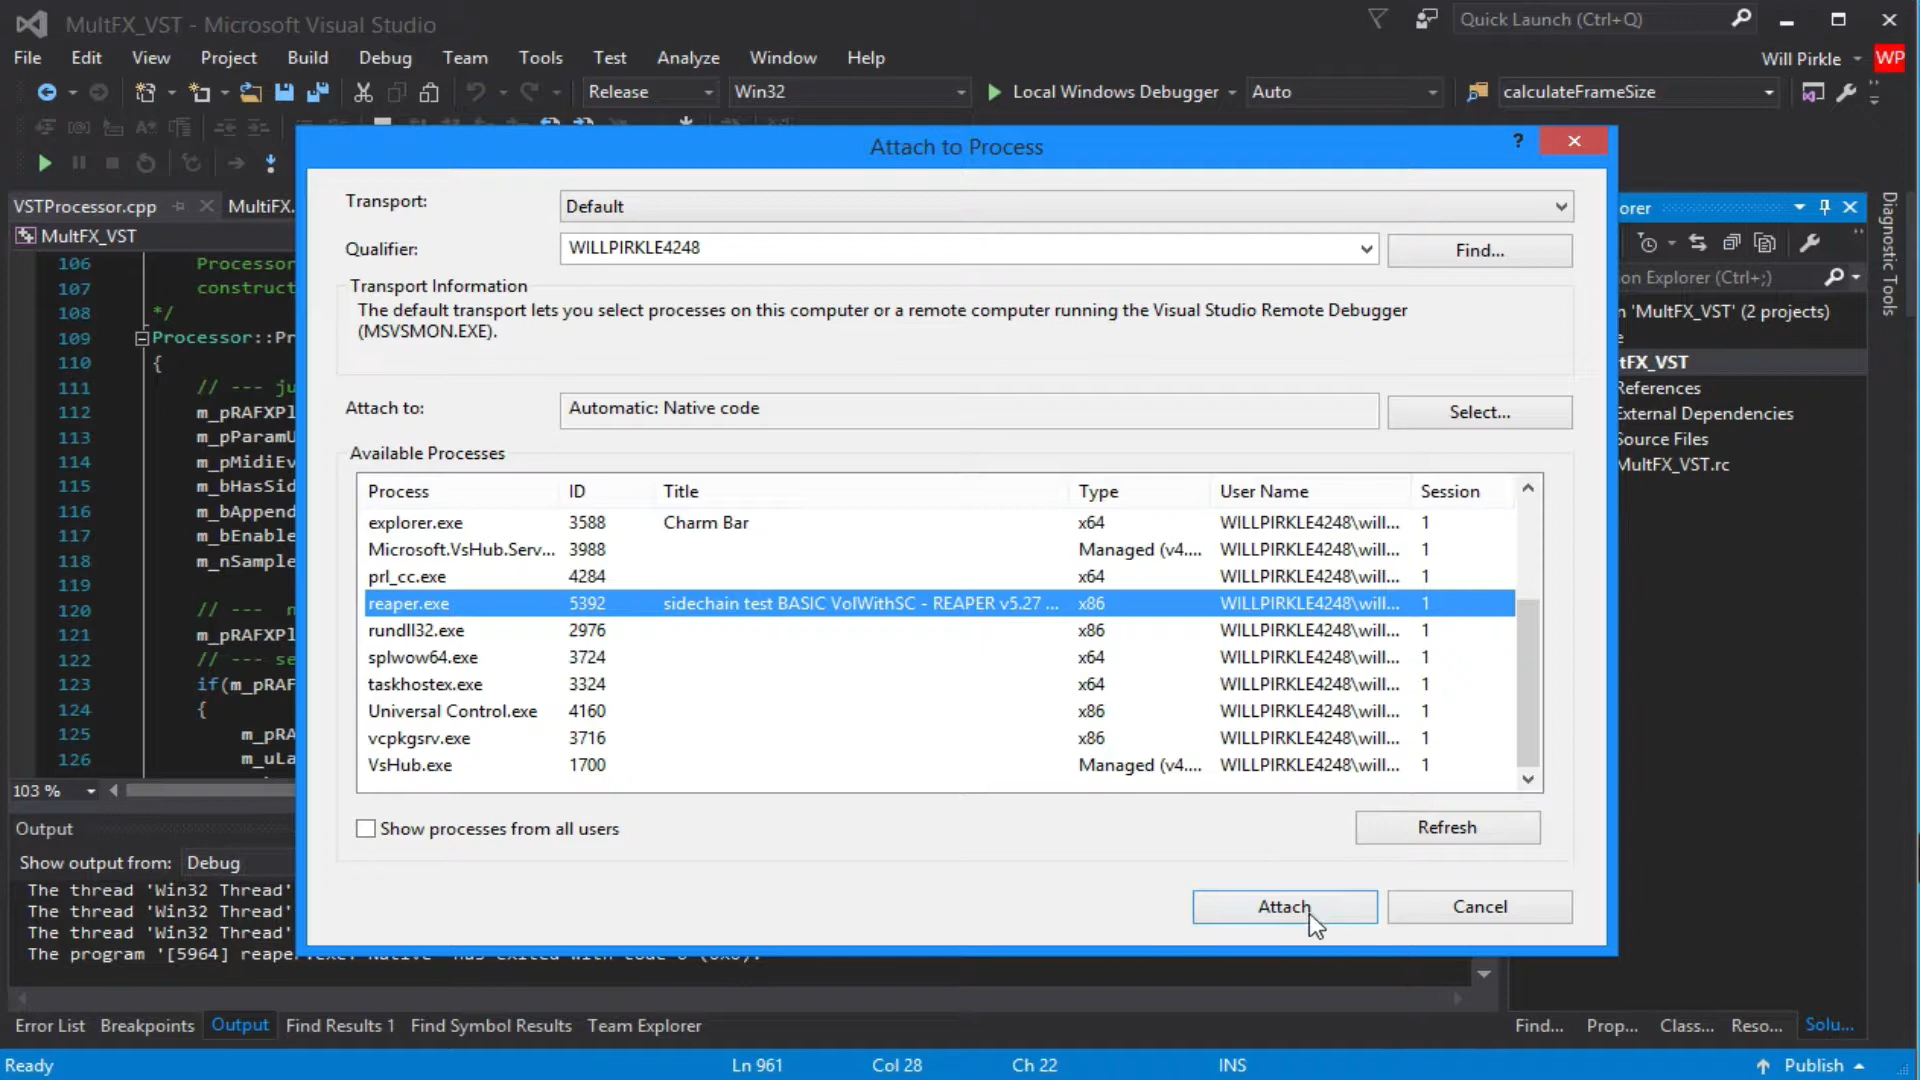 MultFX_VST - Microsoft Visual Studio
Quick Launch (Ctrl+Q)
File Edit View Project Build Debug Team Tools Test Analyze Window Help
Will Pirkle WP
Release Win32 Local Windows Debugger Auto calculateFrameSize
VSTProcessor.cpp MultiFX.
MultFX_VST
106 Processor
107 construct
108 */
109 Processor::Pr
110 {
111 // --- ju
112 m_pRAFXPl
113 m_pParamU
114 m_pMidiEv
115 m_bHasSid
116 m_bAppend
117 m_bEnable
118 m_nSample
119
120 // --- n
121 m_pRAFXPl
122 // --- se
123 if(m_pRAF
124 {
125 m_pRA
126 m_uLa
103 %
Output
Show output from: Debug
The thread 'Win32 Thread'
The thread 'Win32 Thread'
The thread 'Win32 Thread'
The program '[5964] reaper
Error List Breakpoints Output Find Results 1 Find Symbol Results Team Explorer
Attach to Process
?
Transport: Default
Qualifier: WILLPIRKLE4248 Find...
Transport Information
The default transport lets you select processes on this computer or a remote computer running the Visual Studio Remote Debugger
(MSVSMON.EXE).
Attach to: Automatic: Native code Select...
Available Processes
Process ID Title Type User Name Session
explorer.exe 3588 Charm Bar x64 WILLPIRKLE4248\will... 1
Microsoft.VsHub.Serv... 3988 Managed (v4.... WILLPIRKLE4248\will... 1
prl_cc.exe 4284 x64 WILLPIRKLE4248\will... 1
reaper.exe 5392 sidechain test BASIC VolWithSC - REAPER v5.27 ... x86 WILLPIRKLE4248\will... 1
rundll32.exe 2976 x86 WILLPIRKLE4248\will... 1
splwow64.exe 3724 x64 WILLPIRKLE4248\will... 1
taskhostex.exe 3324 x64 WILLPIRKLE4248\will... 1
Universal Control.exe 4160 x86 WILLPIRKLE4248\will... 1
vcpkgsrv.exe 3716 x86 WILLPIRKLE4248\will... 1
VsHub.exe 1700 Managed (v4.... WILLPIRKLE4248\will... 1
Show processes from all users
Refresh
Attach Cancel
orer
on Explorer (Ctrl+;)
n 'MultFX_VST' (2 projects)
e
tFX_VST
References
External Dependencies
Source Files
MultFX_VST.rc
Diagnostic Tools
Find... Prop... Class... Reso... Solu...
Ready Ln 961 Col 28 Ch 22 INS Publish